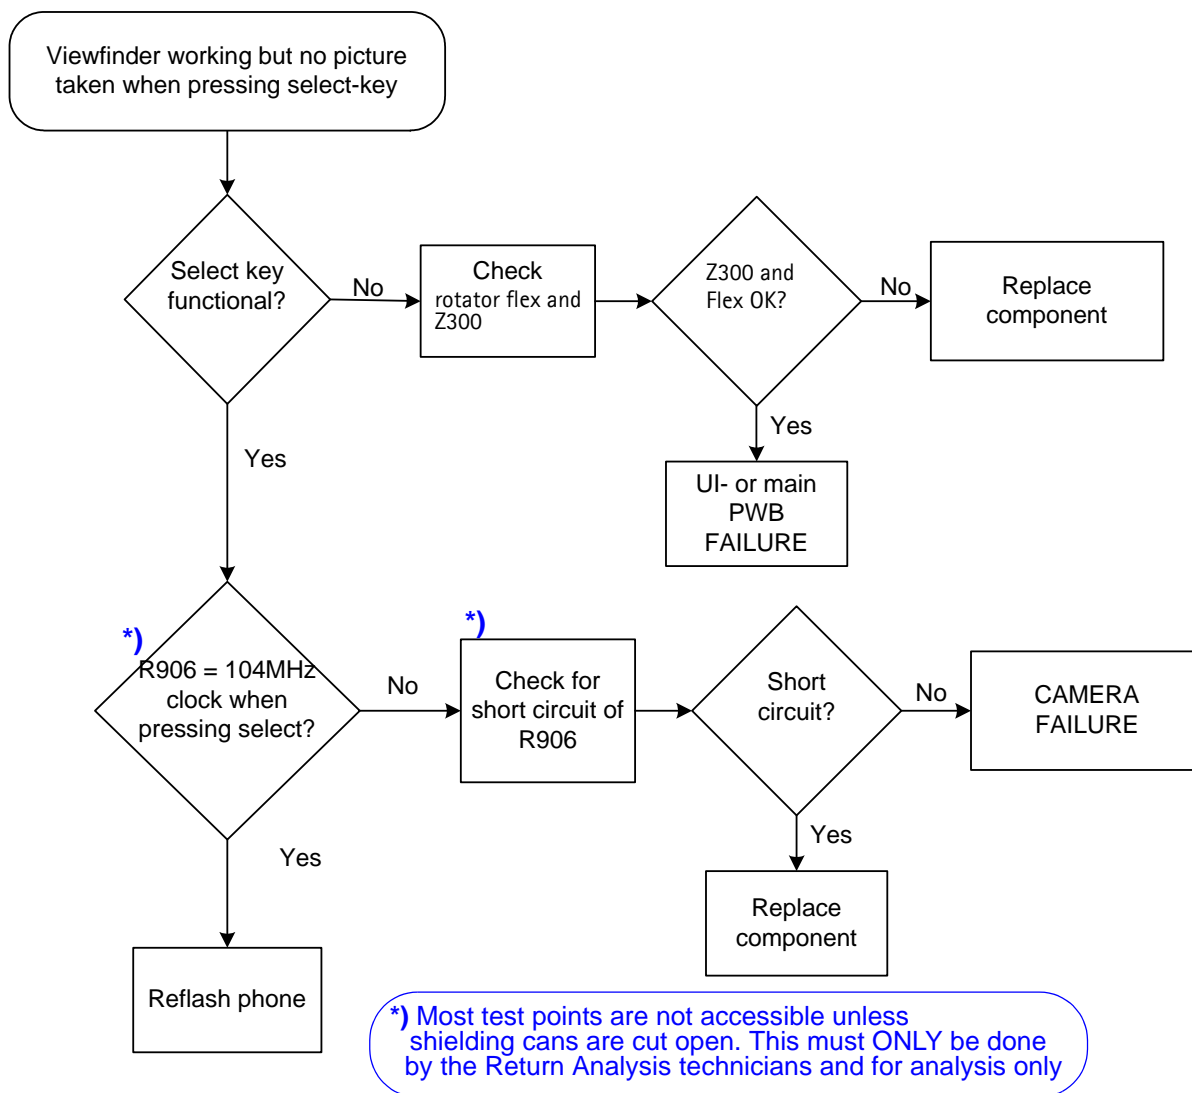 Viewfinder working but no picture
taken when pressing select-key
Select key
functional?
No
Check
rotator flex and
Z300
Z300 and
Flex OK?
No
Replace
component
Yes
Yes
UI- or main
PWB
FAILURE
*)
R906 = 104MHz
clock when
pressing select?
No
*)
Check for
short circuit of
R906
Short
circuit?
No
CAMERA
FAILURE
Yes
Yes
Replace
component
Reflash phone
*) Most test points are not accessible unless
shielding cans are cut open. This must ONLY be done
by the Return Analysis technicians and for analysis only